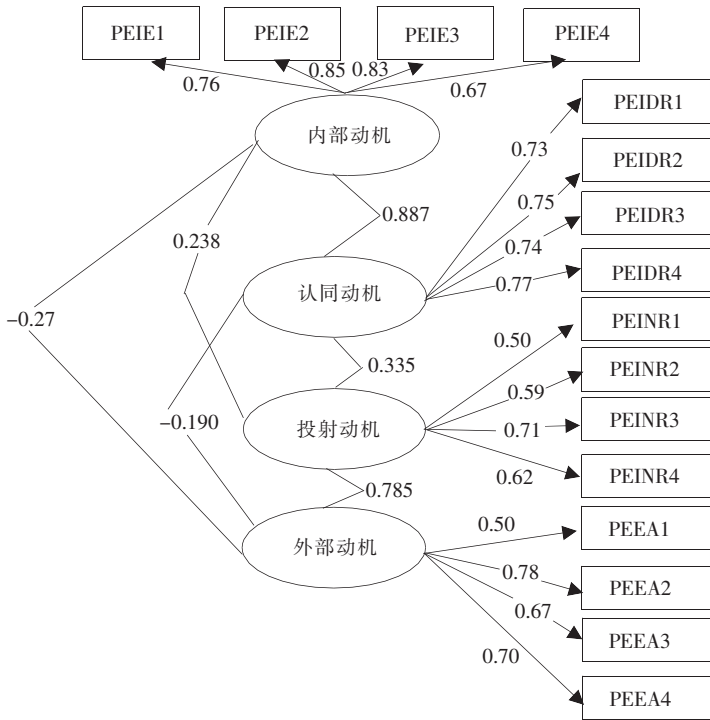 PEIE1
PEIE2
PEIE3
PEIE4
0.76
0.85
0.83
0.67
内部动机
PEIDR1
0.73
PEIDR2
0.75
0.887
PEIDR3
0.238
0.74
认同动机
PEIDR4
0.77
−0.27
PEINR1
0.50
0.335
PEINR2
0.59
−0.190
投射动机
PEINR3
0.71
PEINR4
0.62
0.785
PEEA1
0.50
外部动机
0.78
PEEA2
0.67
PEEA3
0.70
PEEA4